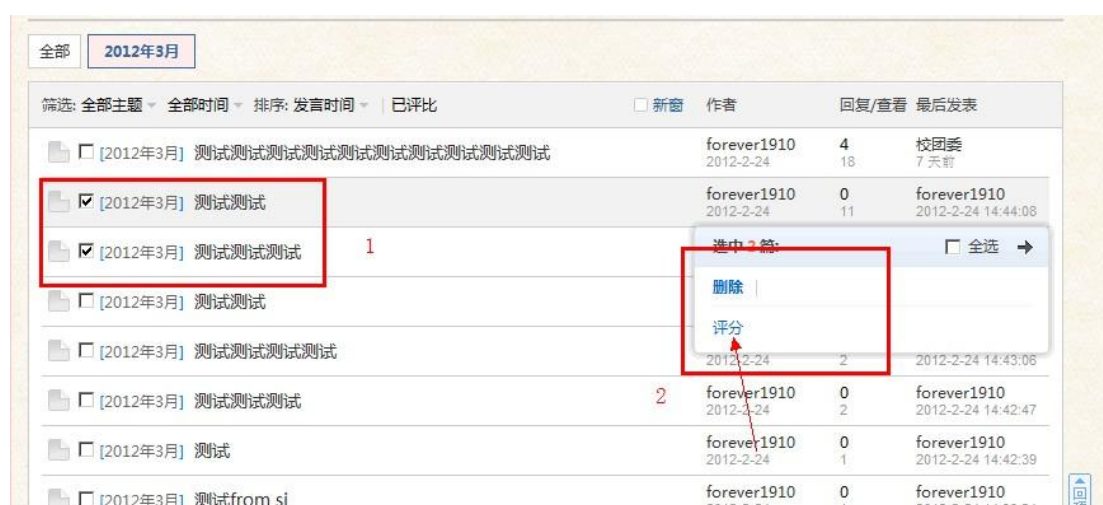 全部 2012年3月
筛选: 全部主题 全部时间 排序: 发言时间 | 已评比 新窗 作者 回复/查看 最后发表
[2012年3月] 测试测试测试测试测试测试测试测试测试测试 forever1910 4 校团委
2012-2-24 18 7 天前
[2012年3月] 测试测试 forever1910 0 forever1910
2012-2-24 11 2012-2-24 14:44:08
[2012年3月] 测试测试测试 1 选中 篇: 全选
[2012年3月] 测试测试 删除 |
评分
[2012年3月] 测试测试测试测试 2012-2-24 2 2012-2-24 14:43:06
[2012年3月] 测试测试测试 2 forever1910 0 forever1910
2012-2-24 2 2012-2-24 14:42:47
[2012年3月] 测试 forever1910 0 forever1910
2012-2-24 1 2012-2-24 14:42:39
[2012年3月] 测试from si forever1910 0 forever1910
回